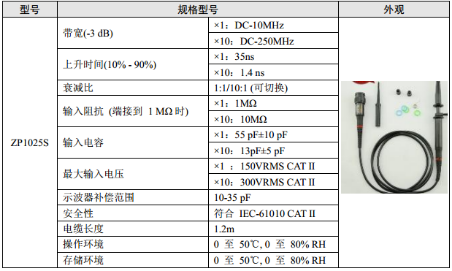 型号 规格型号 外观
ZP1025S
带宽(-3 dB) ×1: DC-10MHz
×10: DC-250MHz
上升时间(10% - 90%) ×1: 35ns
×10: 1.4 ns
衰减比 1:1/10:1 (可切换)
输入阻抗 (端接到 1 MΩ 时) ×1: 1MΩ
×10: 10MΩ
输入电容 ×1: 55 pF±10 pF
×10: 13pF±5 pF
最大输入电压 ×1 : 150VRMS CAT II
×10: 300VRMS CAT II
示波器补偿范围 10-35 pF
安全性 符合 IEC-61010 CAT II
电缆长度 1.2m
操作环境 0 至 50℃, 0 至 80% RH
存储环境 0 至 50℃, 0 至 80% RH